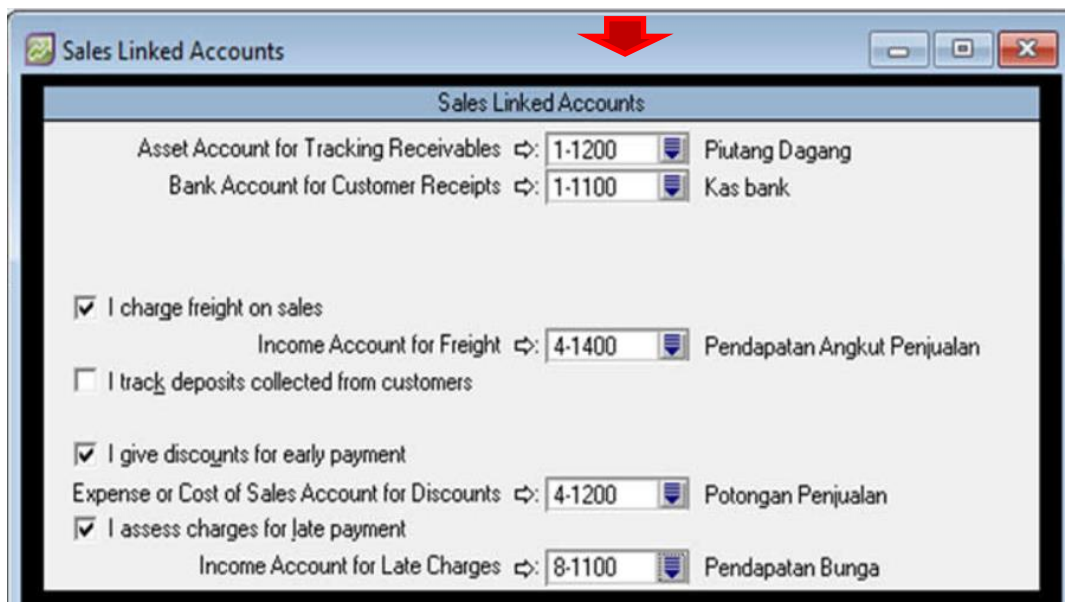 Sales Linked Accounts
Sales Linked Accounts
Asset Account for Tracking Receivables ⇨: 1-1200 Piutang Dagang
Bank Account for Customer Receipts ⇨: 1-1100 Kas bank
I charge freight on sales
Income Account for Freight ⇨: 4-1400 Pendapatan Angkut Penjualan
I track deposits collected from customers
I give discounts for early payment
Expense or Cost of Sales Account for Discounts ⇨: 4-1200 Potongan Penjualan
I assess charges for late payment
Income Account for Late Charges ⇨: 8-1100 Pendapatan Bunga